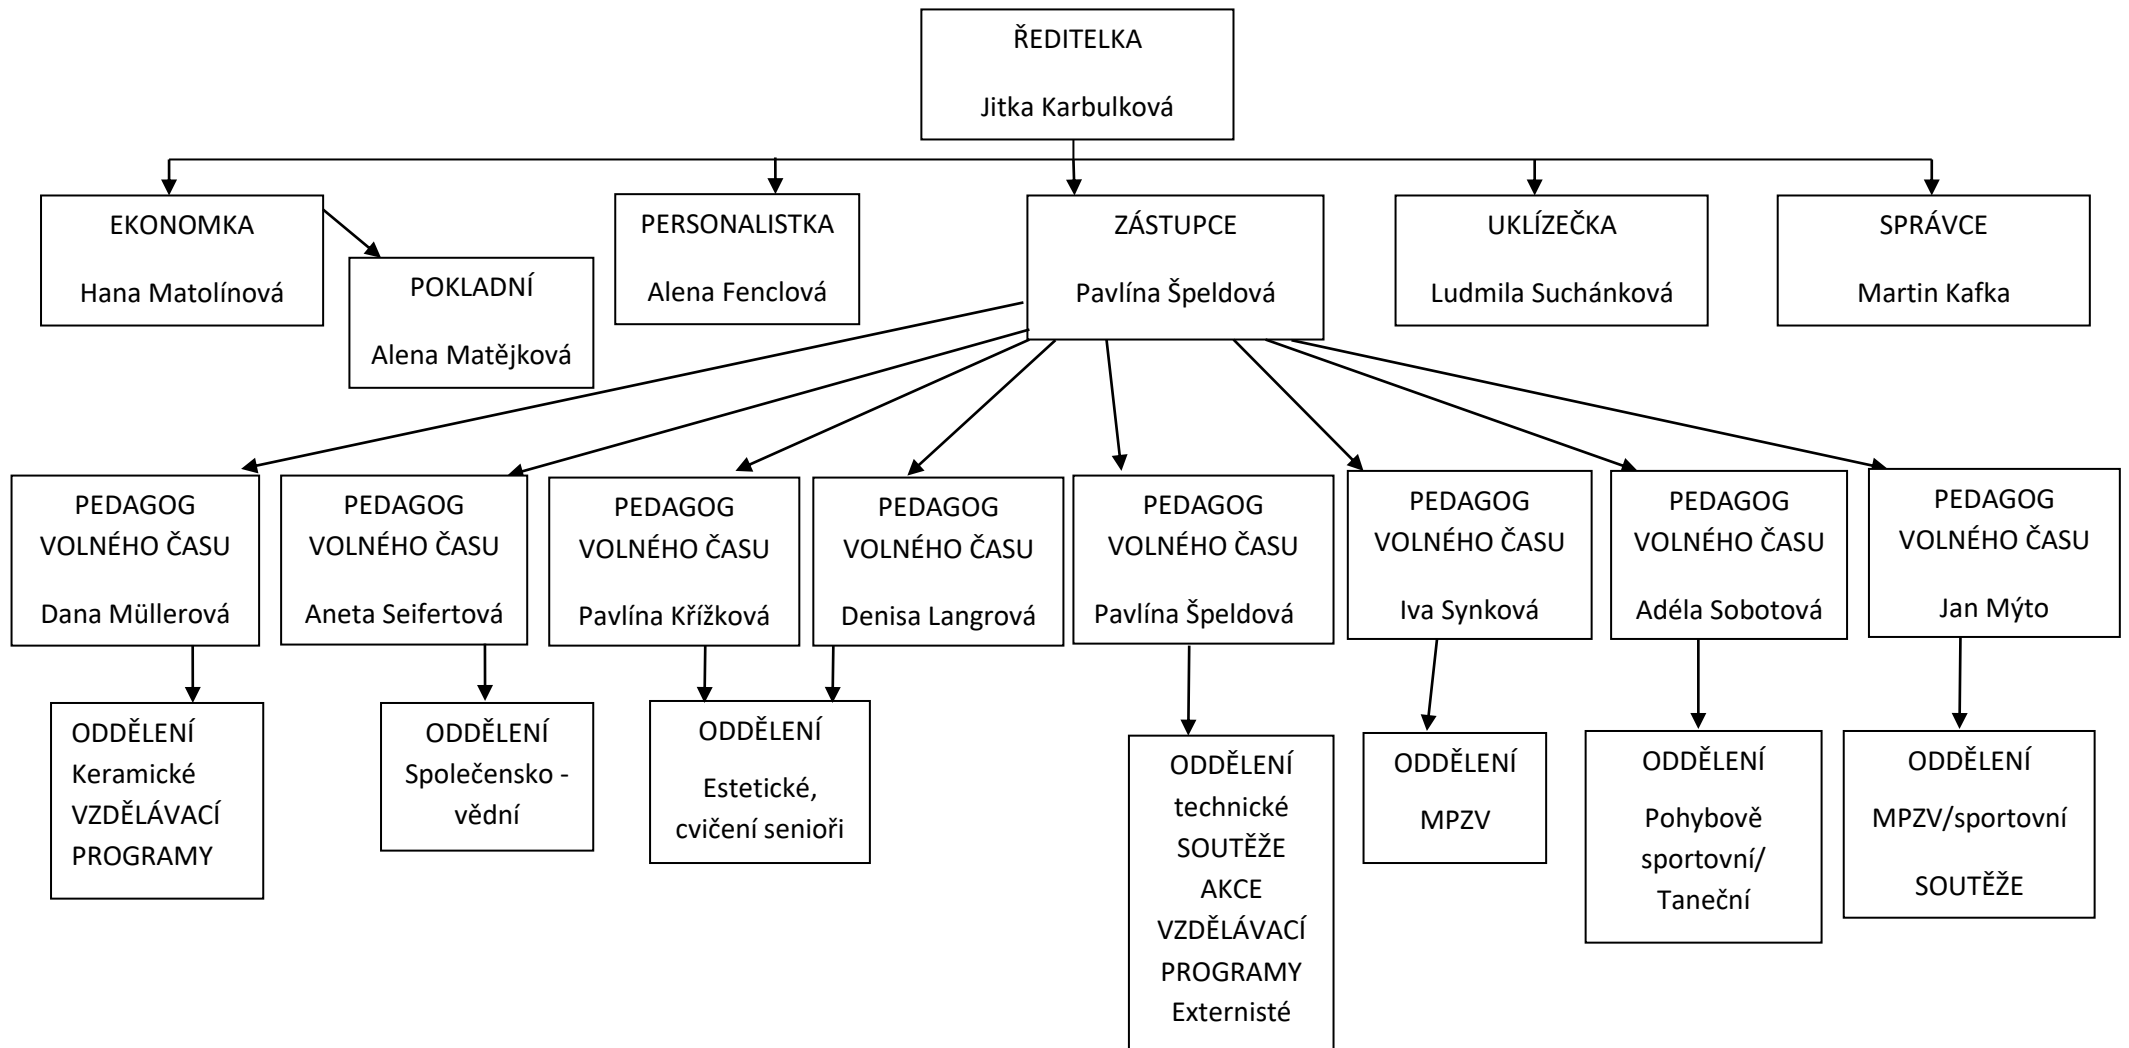 ŘEDITELKA
Jitka Karbulková
EKONOMKA
Hana Matolínová
POKLADNÍ
Alena Matějková
PERSONALISTKA
Alena Fenclová
ZÁSTUPCE
Pavlína Špeldová
UKLÍZEČKA
Ludmila Suchánková
SPRÁVCE
Martin Kafka
PEDAGOG
VOLNÉHO ČASU
Dana Müllerová
PEDAGOG
VOLNÉHO ČASU
Aneta Seifertová
PEDAGOG
VOLNÉHO ČASU
Pavlína Křížková
PEDAGOG
VOLNÉHO ČASU
Denisa Langrová
PEDAGOG
VOLNÉHO ČASU
Pavlína Špeldová
PEDAGOG
VOLNÉHO ČASU
Iva Synková
PEDAGOG
VOLNÉHO ČASU
Adéla Sobotová
PEDAGOG
VOLNÉHO ČASU
Jan Mýto
ODDĚLENÍ
Keramické
VZDĚLÁVACÍ
PROGRAMY
ODDĚLENÍ
Společensko -
vědní
ODDĚLENÍ
Estetické,
cvičení senioři
ODDĚLENÍ
technické
SOUTĚŽE
AKCE
VZDĚLÁVACÍ
PROGRAMY
Externisté
ODDĚLENÍ
MPZV
ODDĚLENÍ
Pohybově
sportovní/
Taneční
ODDĚLENÍ
MPZV/sportovní
SOUTĚŽE